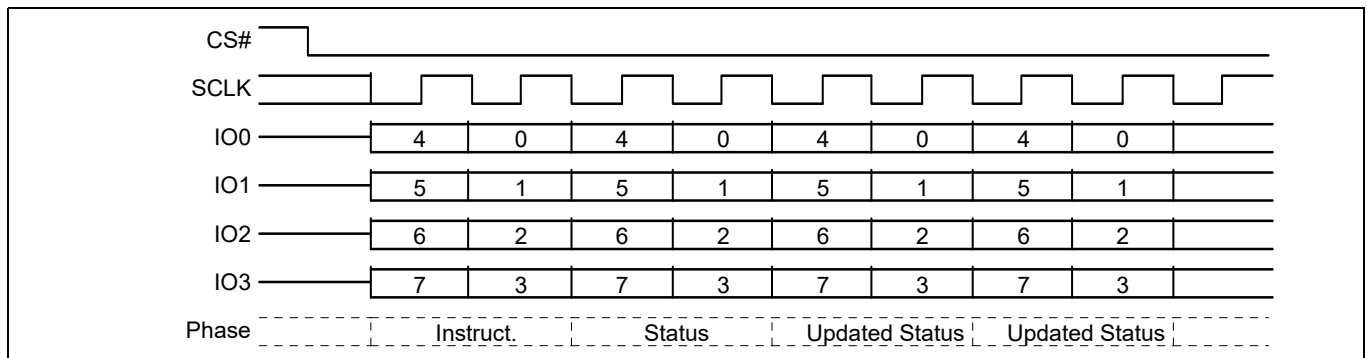 CS#
SCLK
IO0 4 0 4 0 4 0 4 0
IO1 5 1 5 1 5 1 5 1
IO2 6 2 6 2 6 2 6 2
IO3 7 3 7 3 7 3 7 3
Phase Instruct. Status Updated Status Updated Status